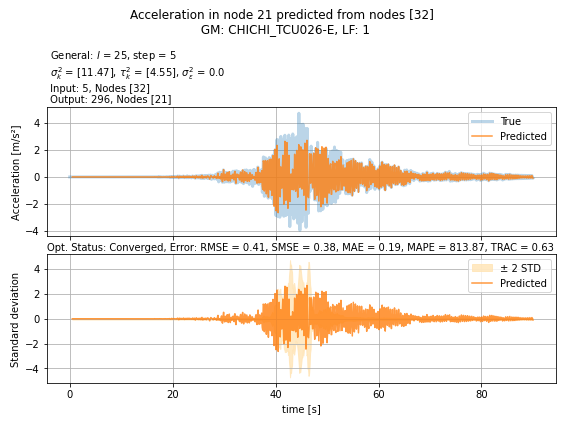 Acceleration in node 21 predicted from nodes [32]
GM: CHICHI_TCU026-E, LF: 1
General: l = 25, step = 5
σ²ₖ = [11.47], τ²ₖ = [4.55], σ²ε = 0.0
Input: 5, Nodes [32]
Output: 296, Nodes [21]
Acceleration [m/s²]
4
2
0
−2
−4
True
Predicted
Opt. Status: Converged, Error: RMSE = 0.41, SMSE = 0.38, MAE = 0.19, MAPE = 813.87, TRAC = 0.63
Standard deviation
4
2
0
−2
−4
± 2 STD
Predicted
0 20 40 60 80
time [s]